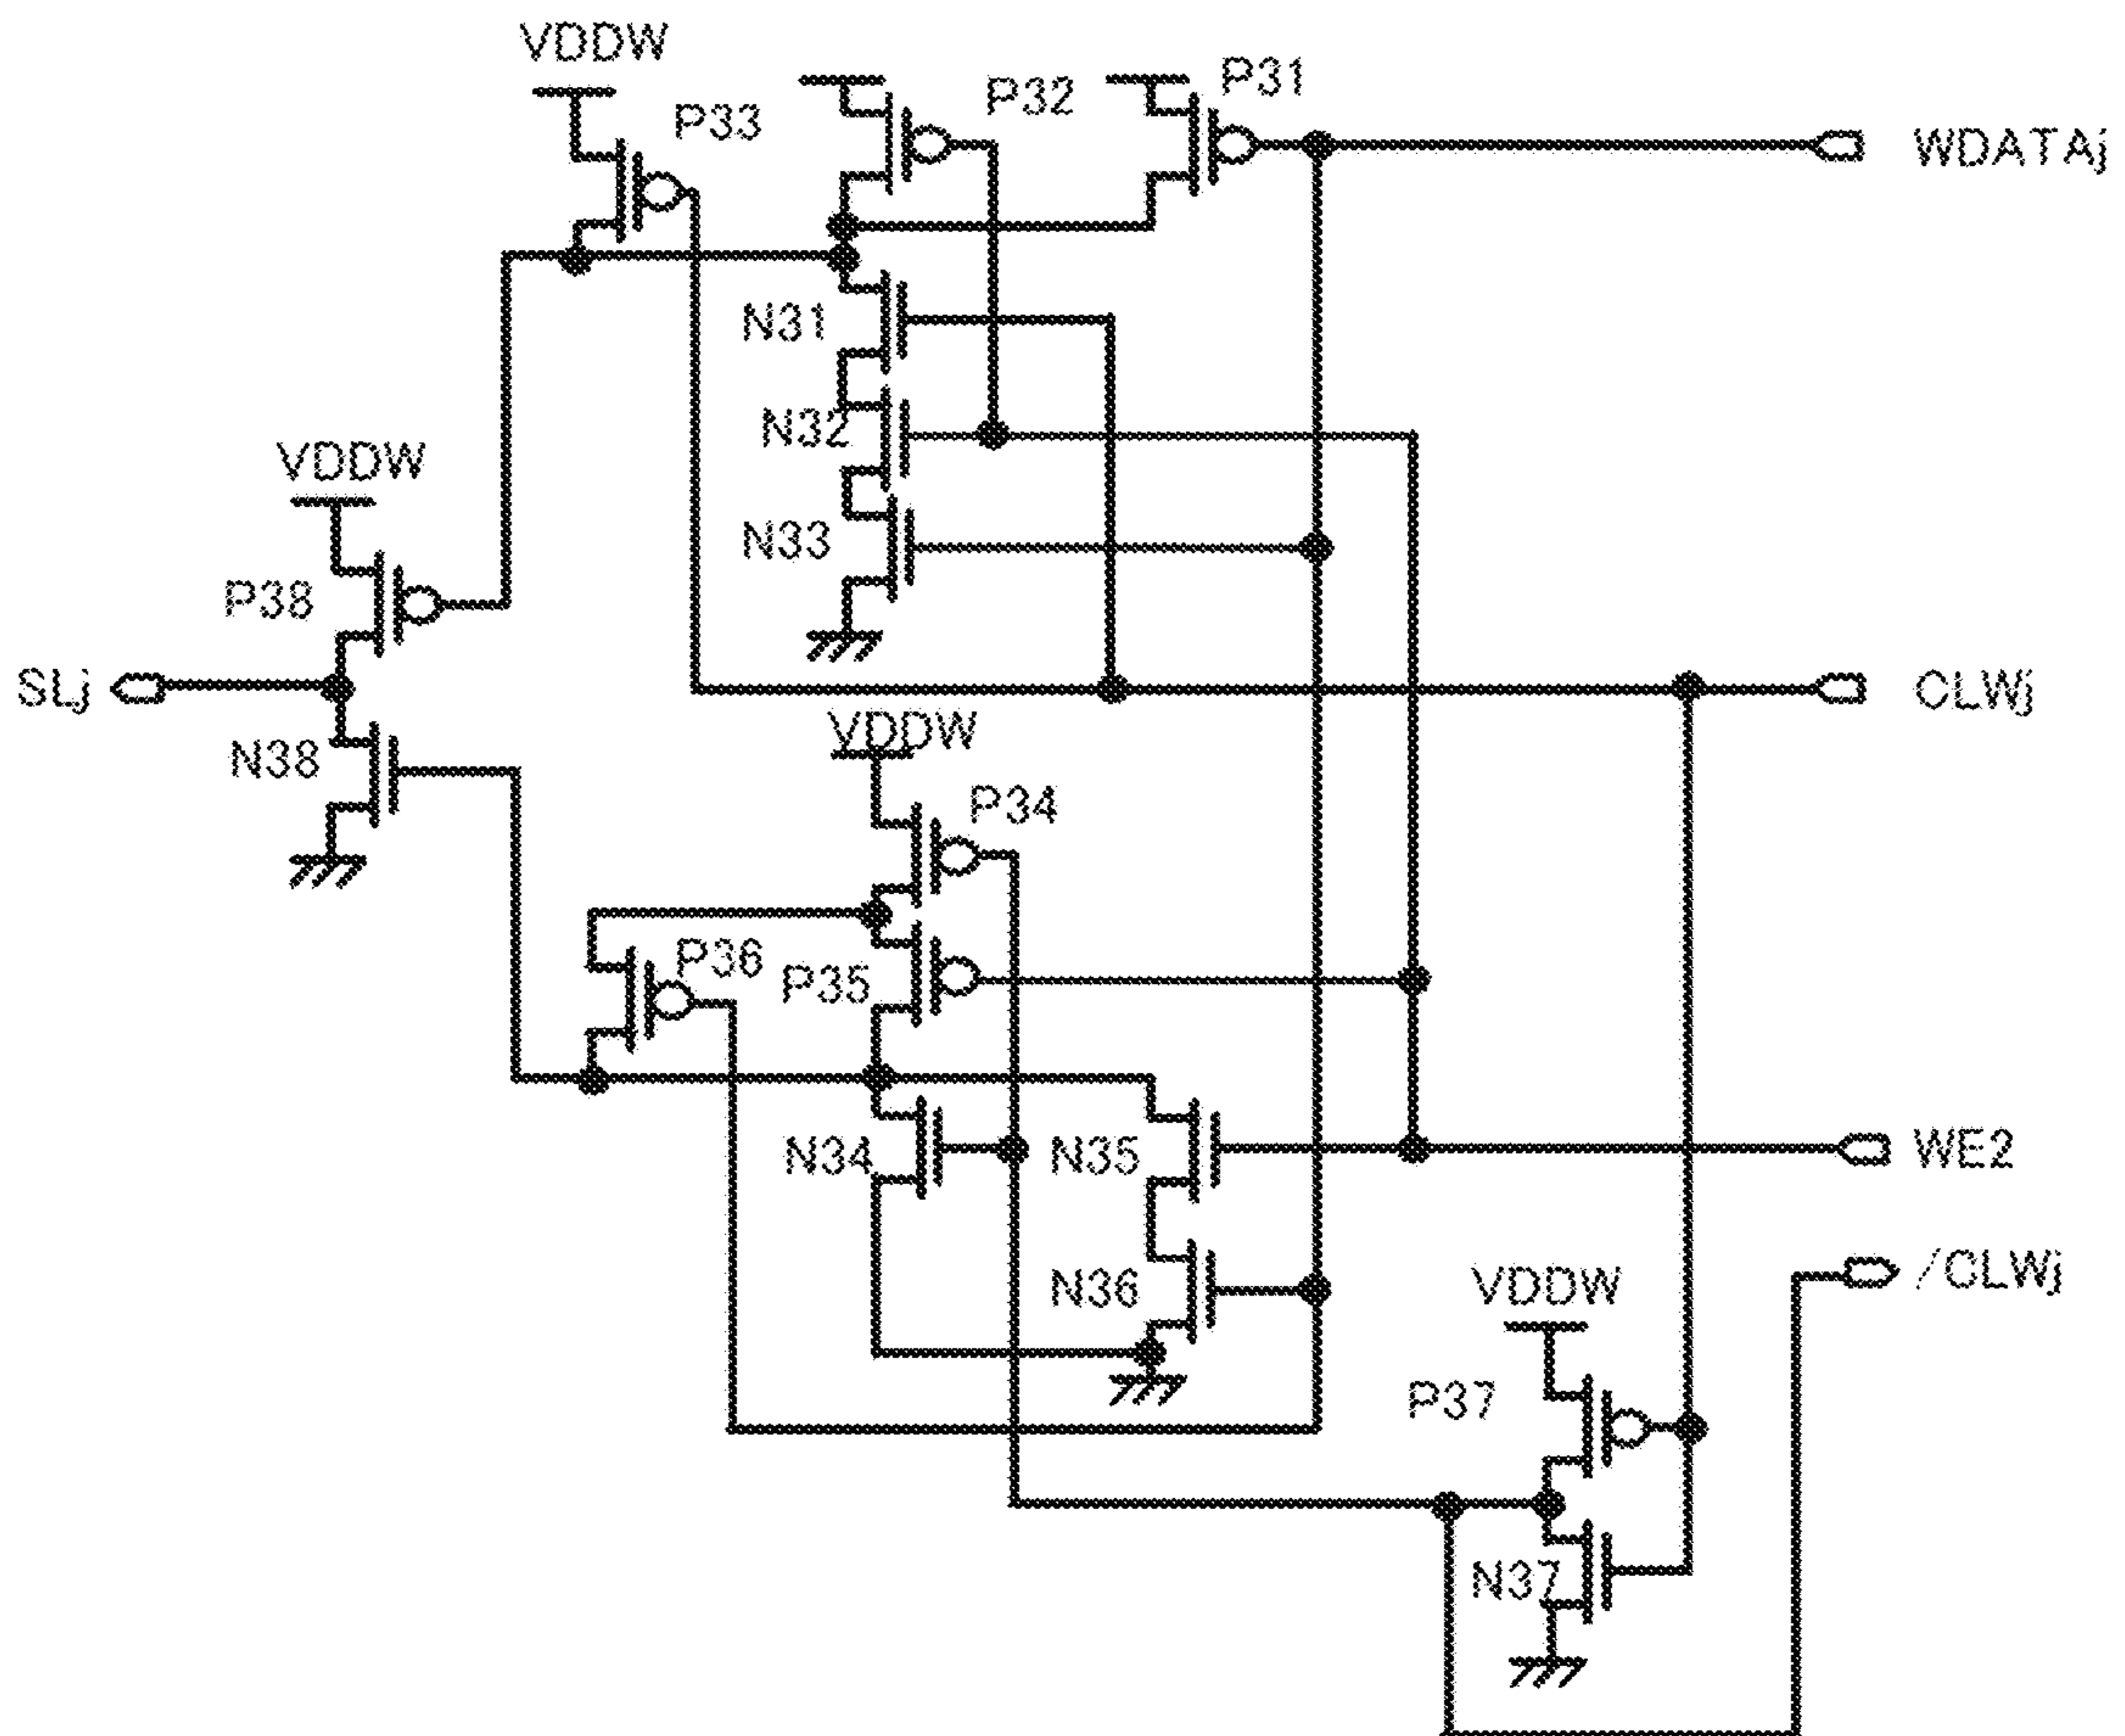 VDDW
P33
P32
P31
WDATAj
N31
N32
N33
VDDW
P38
SLj
CLWj
N38
VDDW
P34
P36
P35
N34
N35
WE2
N36
/CLWj
VDDW
P37
N37